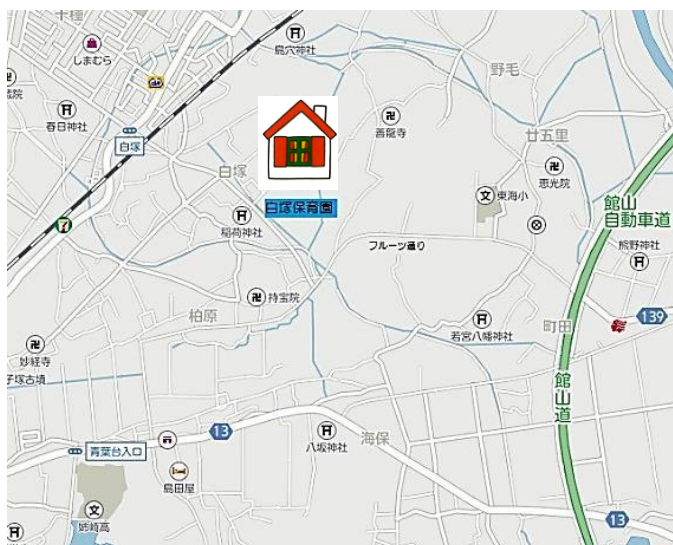 十種
しまむら
島穴神社
野毛
蔵院
春日神社
善龍寺
廿五里
白塚
白塚
恵光院
東海小
館山
自動車道
白塚保育園
稲荷神社
フルーツ通り
熊野神社
持宝院
柏原
139
若宮八幡神社
町田
妙経寺
子塚古墳
館山道
13
八坂神社
海保
青葉台入口
島田屋
姉崎高
13